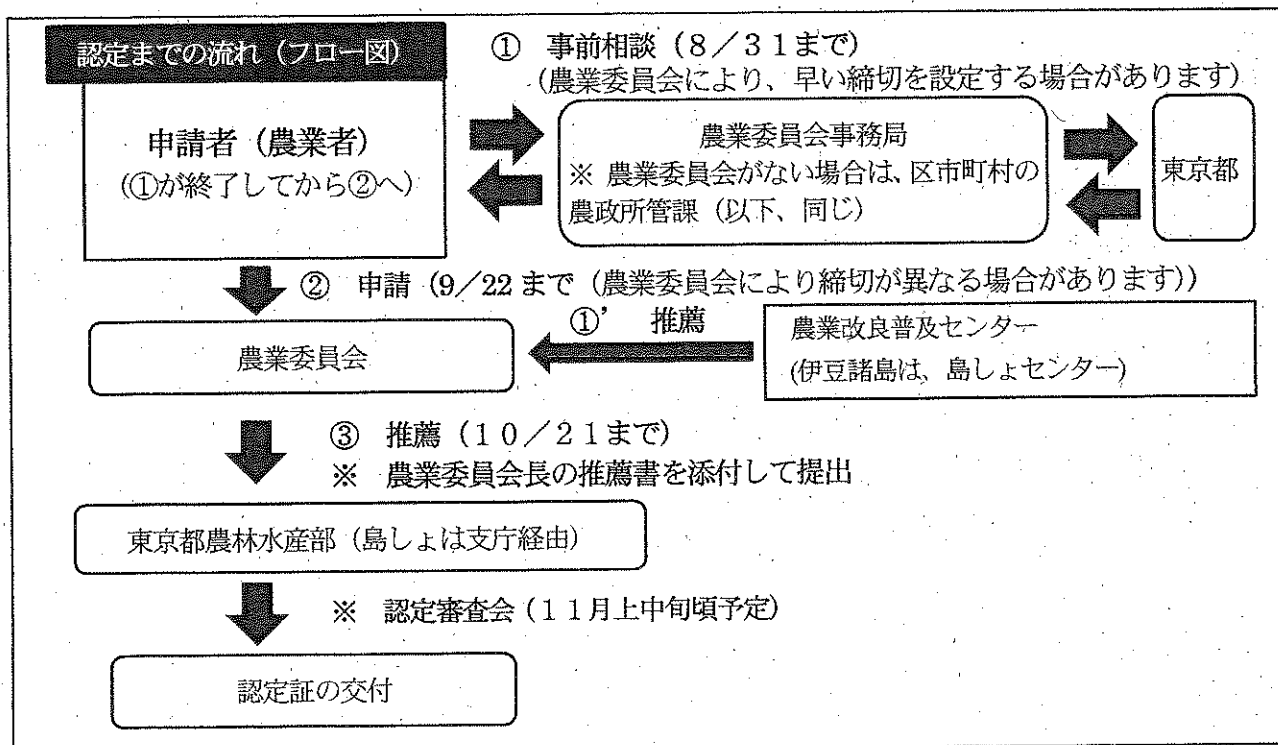 認定までの流れ（フロー図）
① 事前相談（８／３１まで）
（農業委員会により、早い締切を設定する場合があります）
申請者（農業者）
（①が終了してから②へ）
農業委員会事務局
※ 農業委員会がない場合は、区市町村の
農政所管課（以下、同じ）
東京都
② 申請（9／22まで（農業委員会により締切が異なる場合があります））
①’ 推薦
農業委員会
農業改良普及センター
(伊豆諸島は、島しょセンター)
③ 推薦（１０／２１まで）
※ 農業委員会長の推薦書を添付して提出
東京都農林水産部（島しょは支庁経由）
※ 認定審査会（１１月上中旬頃予定）
認定証の交付